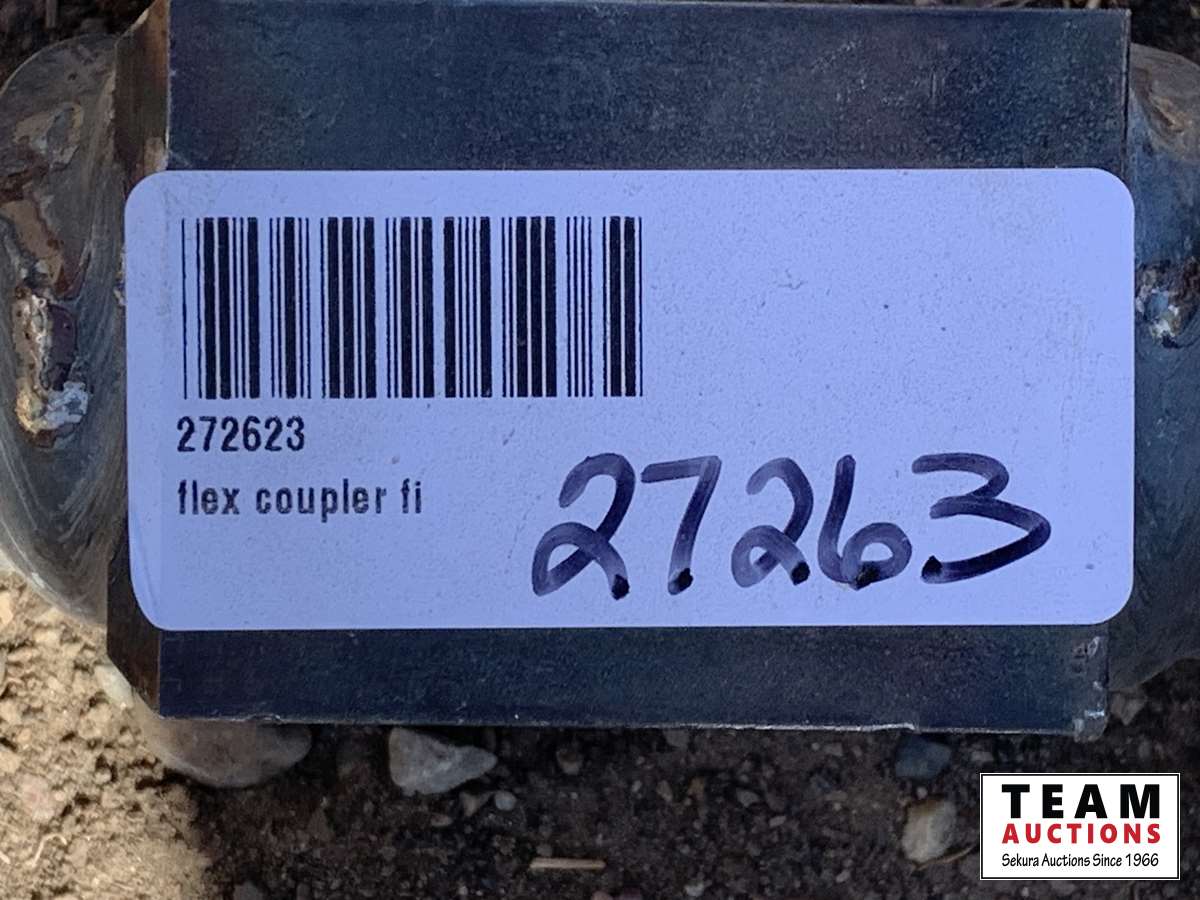 272623
flex coupler fi
27263
TEAM
AUCTIONS
Sekura Auctions Since 1966